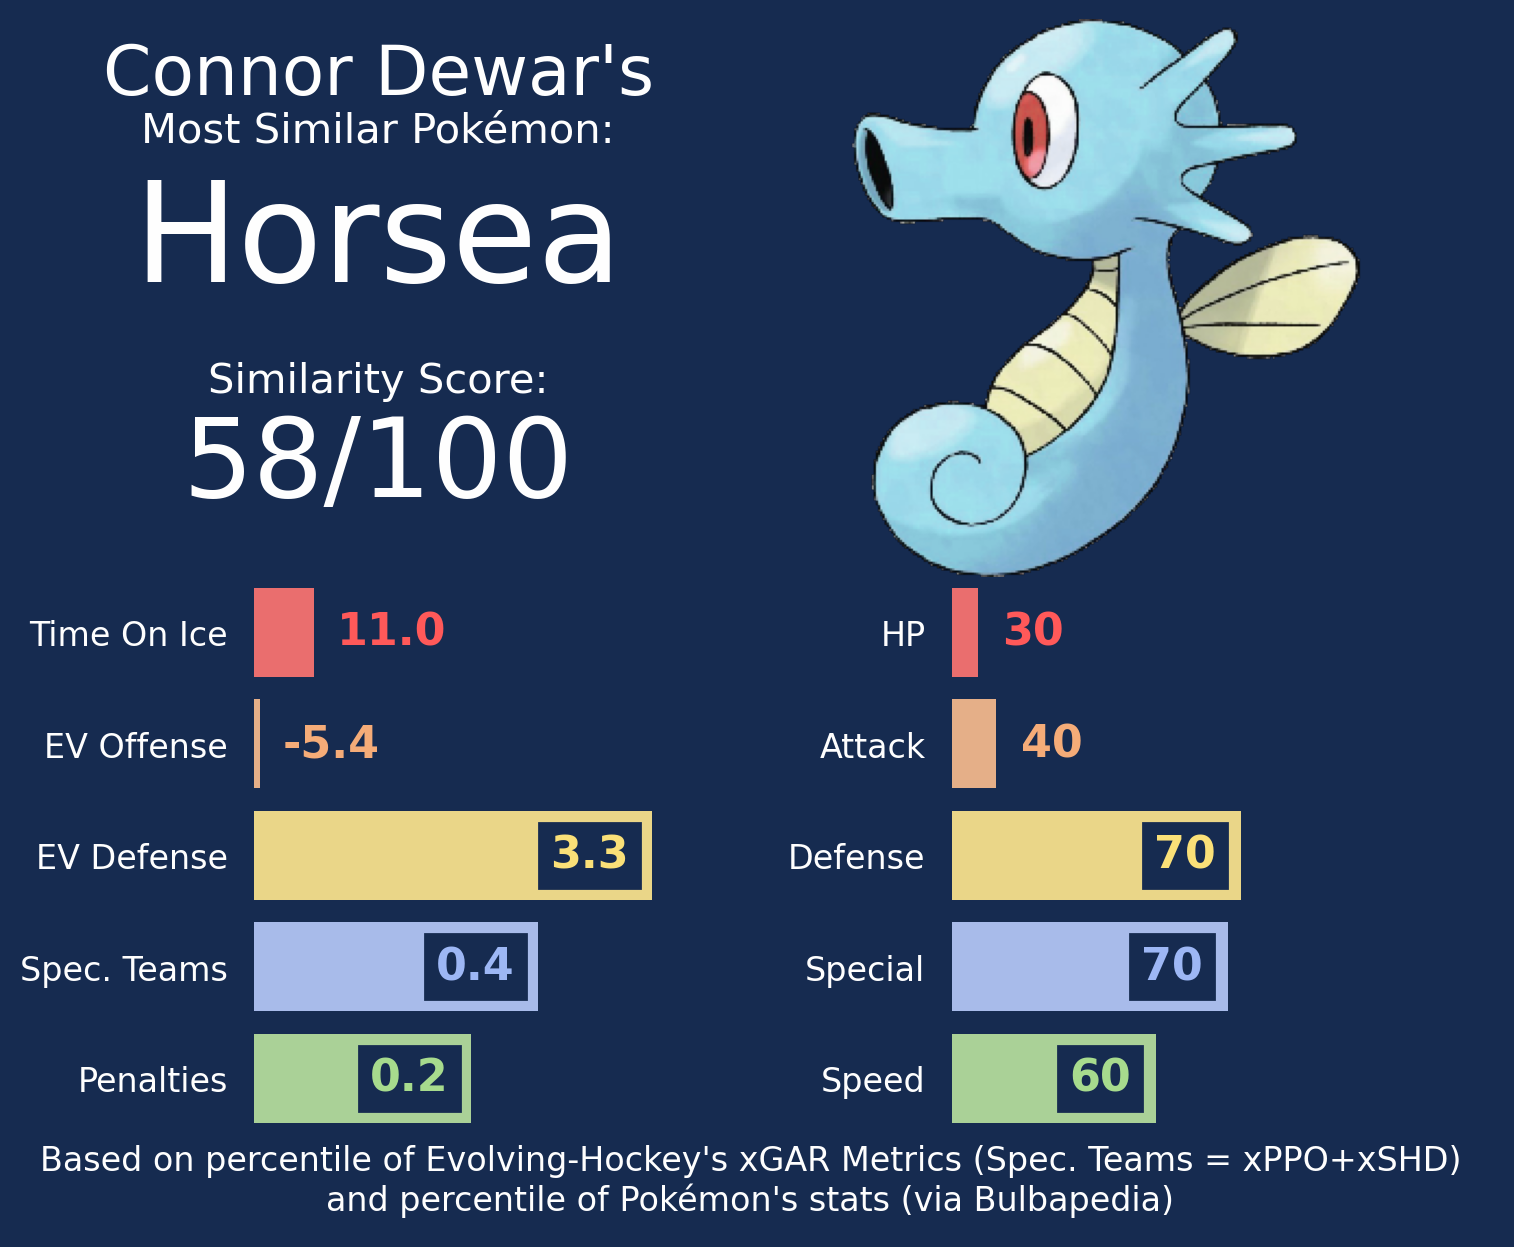 Connor Dewar's
Most Similar Pokémon:
Horsea
Similarity Score:
58/100
Time On Ice 11.0
EV Offense -5.4
EV Defense 3.3
Spec. Teams 0.4
Penalties 0.2
HP 30
Attack 40
Defense 70
Special 70
Speed 60
Based on percentile of Evolving-Hockey's xGAR Metrics (Spec. Teams = xPPO+xSHD)
and percentile of Pokémon's stats (via Bulbapedia)